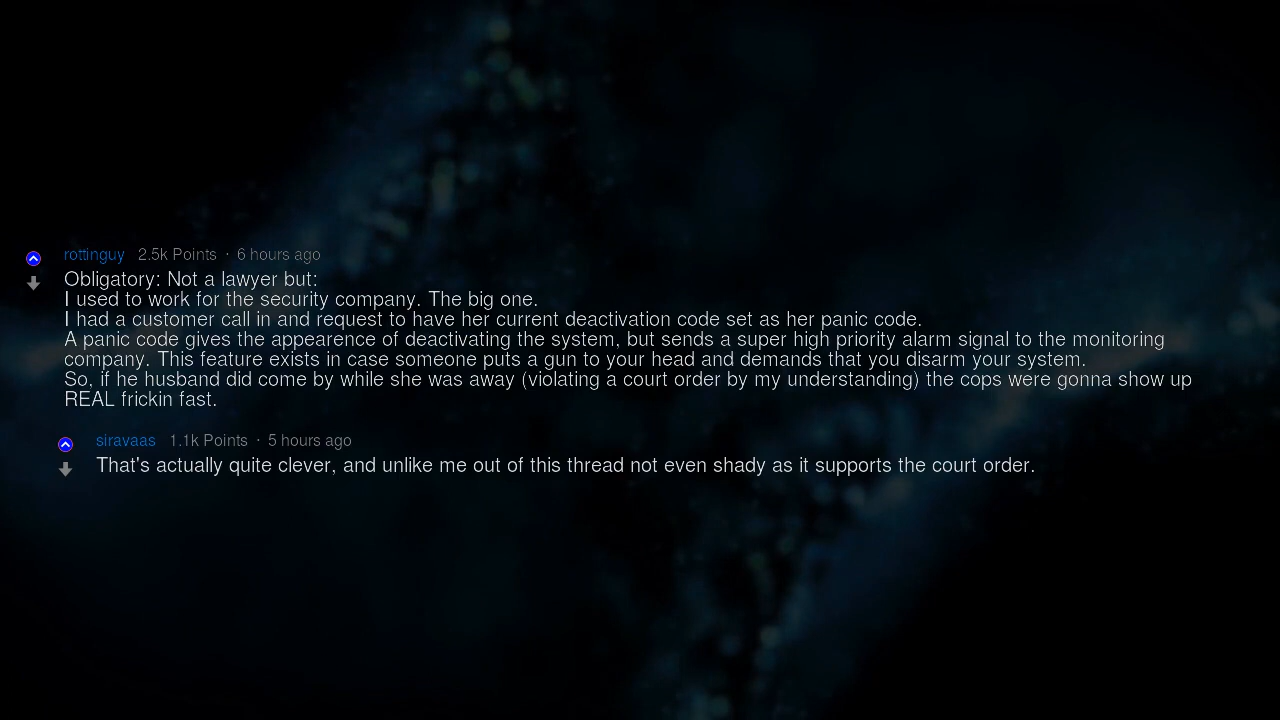 rottinguy 2.5k Points · 6 hours ago
Obligatory: Not a lawyer but:
I used to work for the security company. The big one.
I had a customer call in and request to have her current deactivation code set as her panic code.
A panic code gives the appearence of deactivating the system, but sends a super high priority alarm signal to the monitoring
company. This feature exists in case someone puts a gun to your head and demands that you disarm your system.
So, if he husband did come by while she was away (violating a court order by my understanding) the cops were gonna show up
REAL frickin fast.
siravaas 1.1k Points · 5 hours ago
That's actually quite clever, and unlike me out of this thread not even shady as it supports the court order.